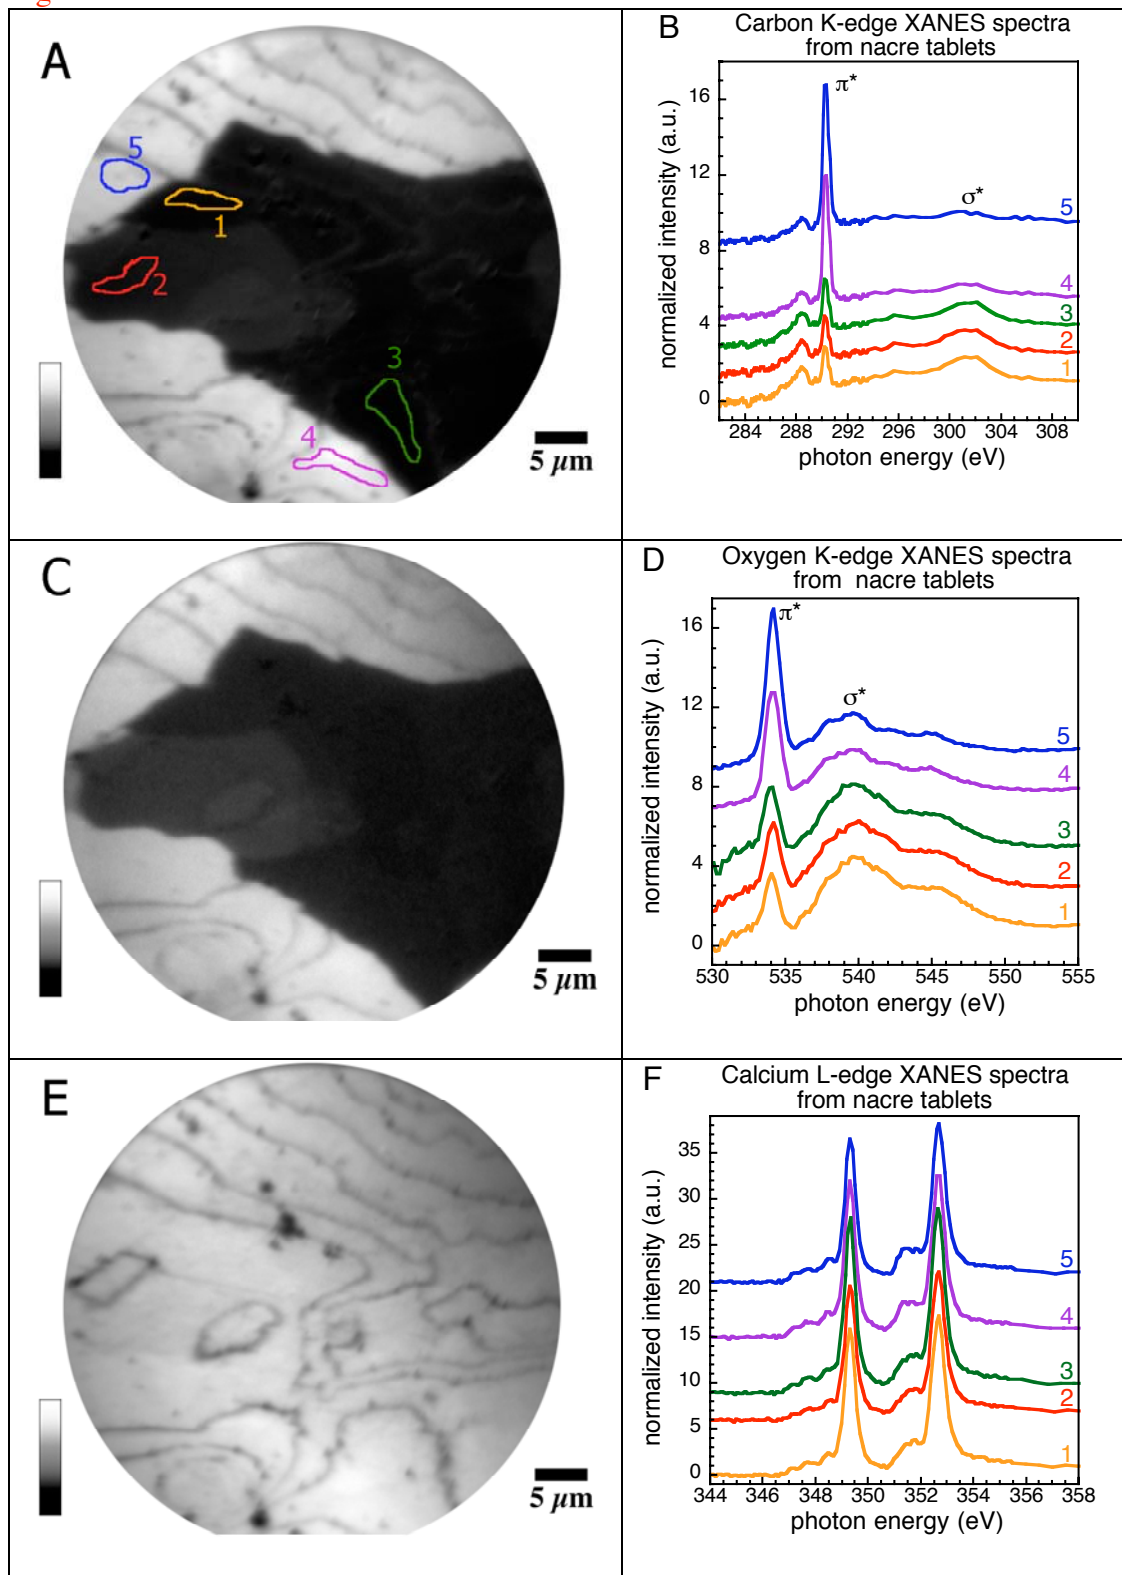 g
A
5
1
2
3
4
5 µm
B
Carbon K-edge XANES spectra
from nacre tablets
π*
σ*
5
4
3
2
1
16
12
8
4
0
normalized intensity (a.u.)
284 288 292 296 300 304 308
photon energy (eV)
C
5 µm
D
Oxygen K-edge XANES spectra
from nacre tablets
π*
σ*
5
4
3
2
1
16
12
8
4
0
normalized intensity (a.u.)
530 535 540 545 550 555
photon energy (eV)
E
5 µm
F
Calcium L-edge XANES spectra
from nacre tablets
5
4
3
2
1
35
30
25
20
15
10
5
0
normalized intensity (a.u.)
344 346 348 350 352 354 356 358
photon energy (eV)